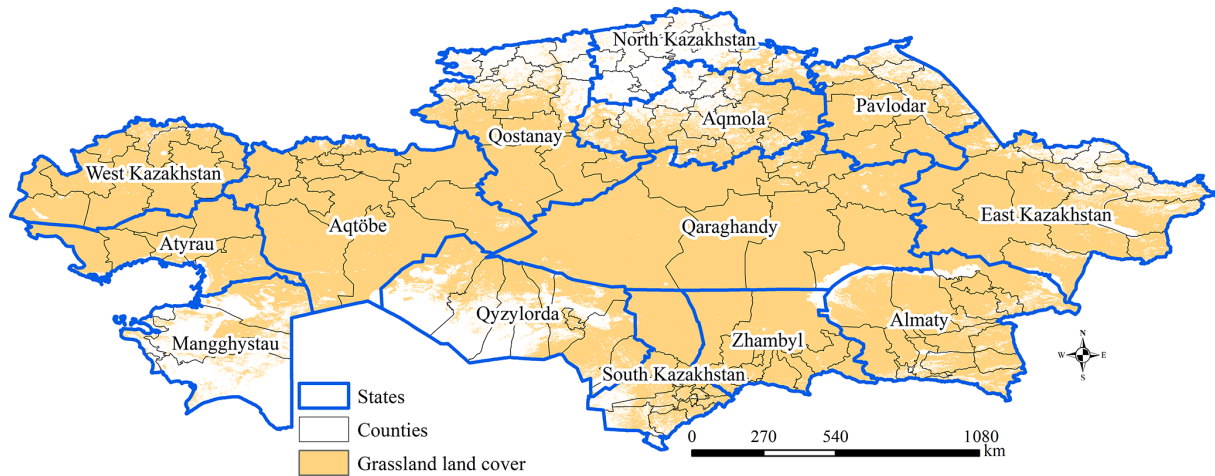 North Kazakhstan
Pavlodar
Aqmola
Qostanay
West Kazakhstan
East Kazakhstan
Aqtöbe
Qaraghandy
Atyrau
Qyzylorda
Almaty
Mangghystau
Zhambyl
N
W E
S
South Kazakhstan
States
Counties
Grassland land cover
0 270 540 1080
km